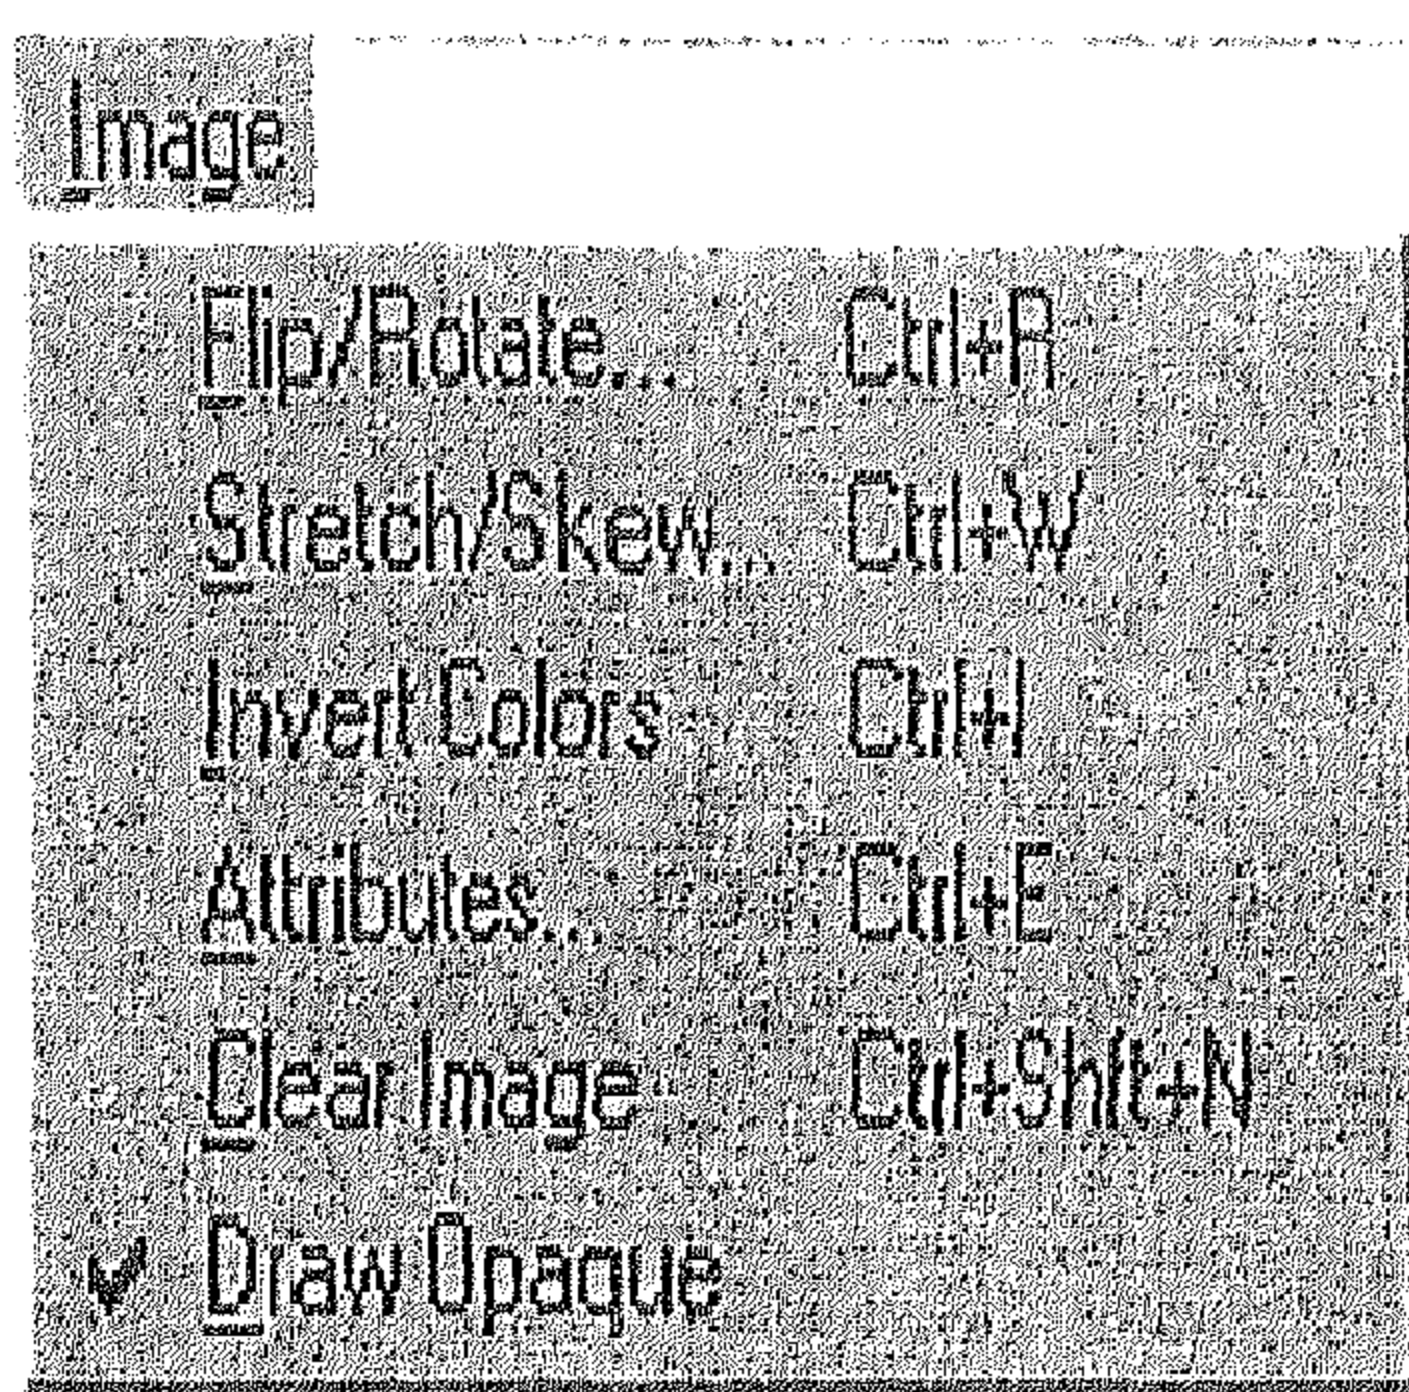 Image
Flip/Rotate... Ctrl+R
Stretch/Skew... Ctrl+W
Invert Colors Ctrl+I
Attributes... Ctrl+E
Clear Image Ctrl+Shft+N
Draw Opaque